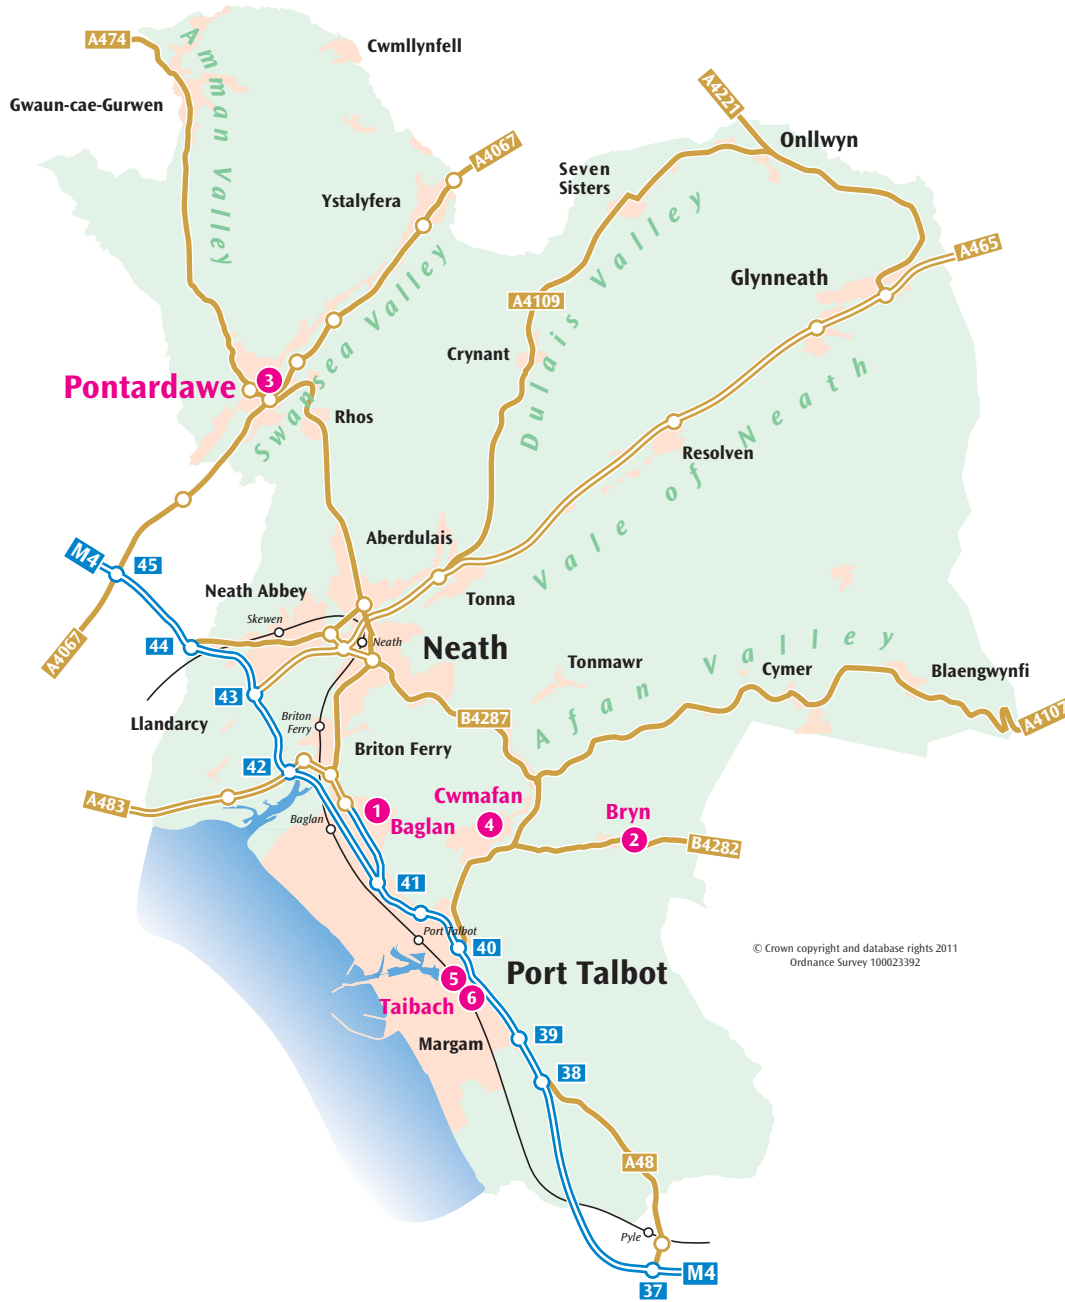 A474
Amman Valley
Cwmllynfell
Gwaun-cae-Gurwen
A4221
Onllwyn
A4067
Seven
Sisters
Ystalyfera
Swansea Valley
Dulais Valley
A465
Glynneath
A4109
Crynant
Pontardawe
3
Rhos
Vale of Neath
Resolven
Aberdulais
M4
45
Neath Abbey
Tonna
Skewen
A4067
44
Neath
Neath
Tonmawr
Afan Valley
Cymer
Blaengwynfi
43
Llandarcy
Briton
Ferry
B4287
A4107
Briton Ferry
42
A483
Cwmafan
1
Baglan
4
Bryn
2
B4282
Baglan
41
Port Talbot
40
© Crown copyright and database rights 2011
Ordnance Survey 100023392
5
Port Talbot
6
Taibach
39
Margam
38
A48
Pyle
M4
37